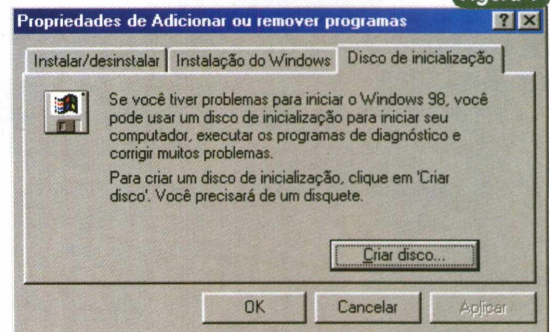 Propriedades de Adicionar ou remover programas
Instalar/desinstalar Instalação do Windows Disco de inicialização
Se você tiver problemas para iniciar o Windows 98, você
pode usar um disco de inicialização para iniciar seu
computador, executar os programas de diagnóstico e
corrigir muitos problemas.
Para criar um disco de inicialização, clique em 'Criar
disco'. Você precisará de um disquete.
Criar disco...
OK Cancelar Aplicar